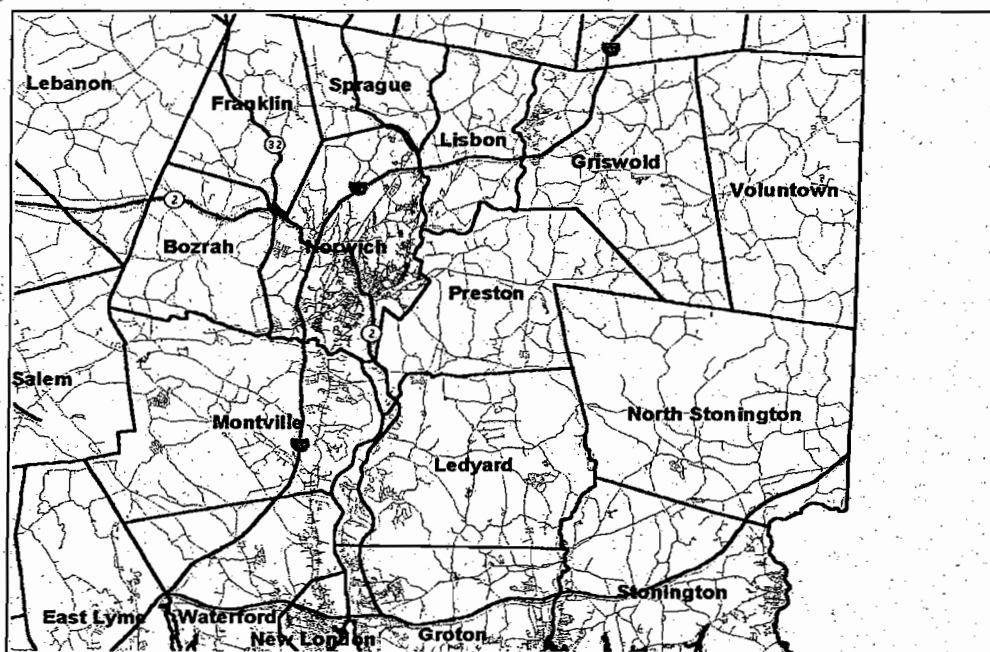 Lebanon
Franklin
Sprague
32
Lisbon
Griswold
Voluntown
2
Bozrah
Norwich
Preston
2
Salem
Montville
North Stonington
Ledyard
Stonington
East Lyme
Waterford
New London
Groton